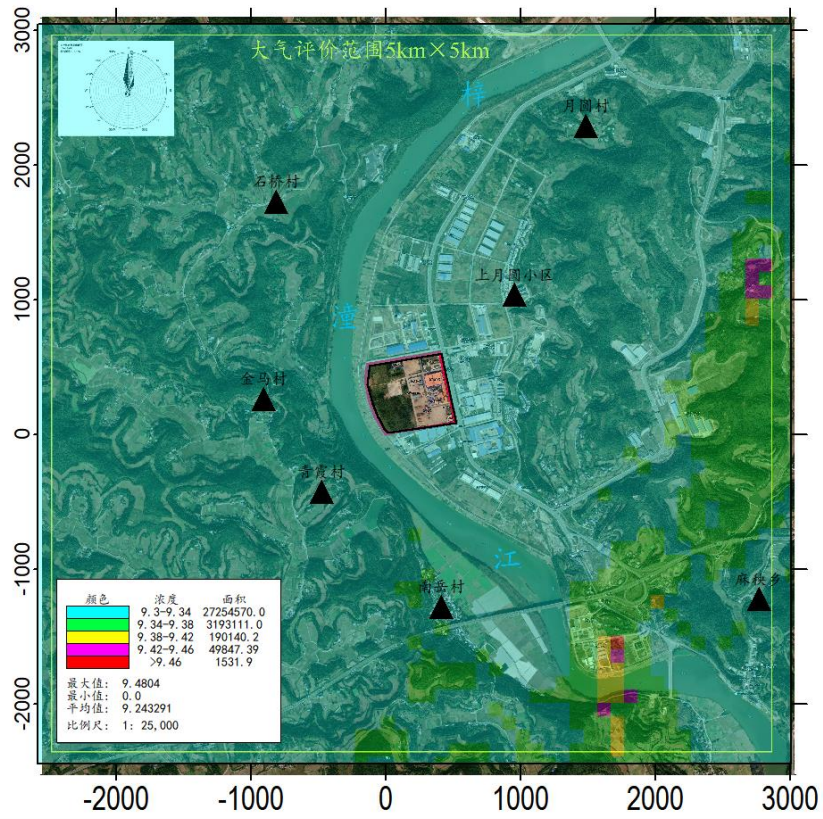 大气评价范围5km×5km
梓
月圆村
石桥村
上月圆小区
潼
金马村
青霞村
江
南岳村
麻秧乡
颜色 浓度 面积
9.3-9.34 27254570.0
9.34-9.38 3193111.0
9.38-9.42 190140.2
9.42-9.46 49847.39
>9.46 1531.9
最大值: 9.4804
最小值: 0.0
平均值: 9.243291
比例尺: 1: 25,000
3000
2000
1000
0
-1000
-2000
-2000 -1000 0 1000 2000 3000